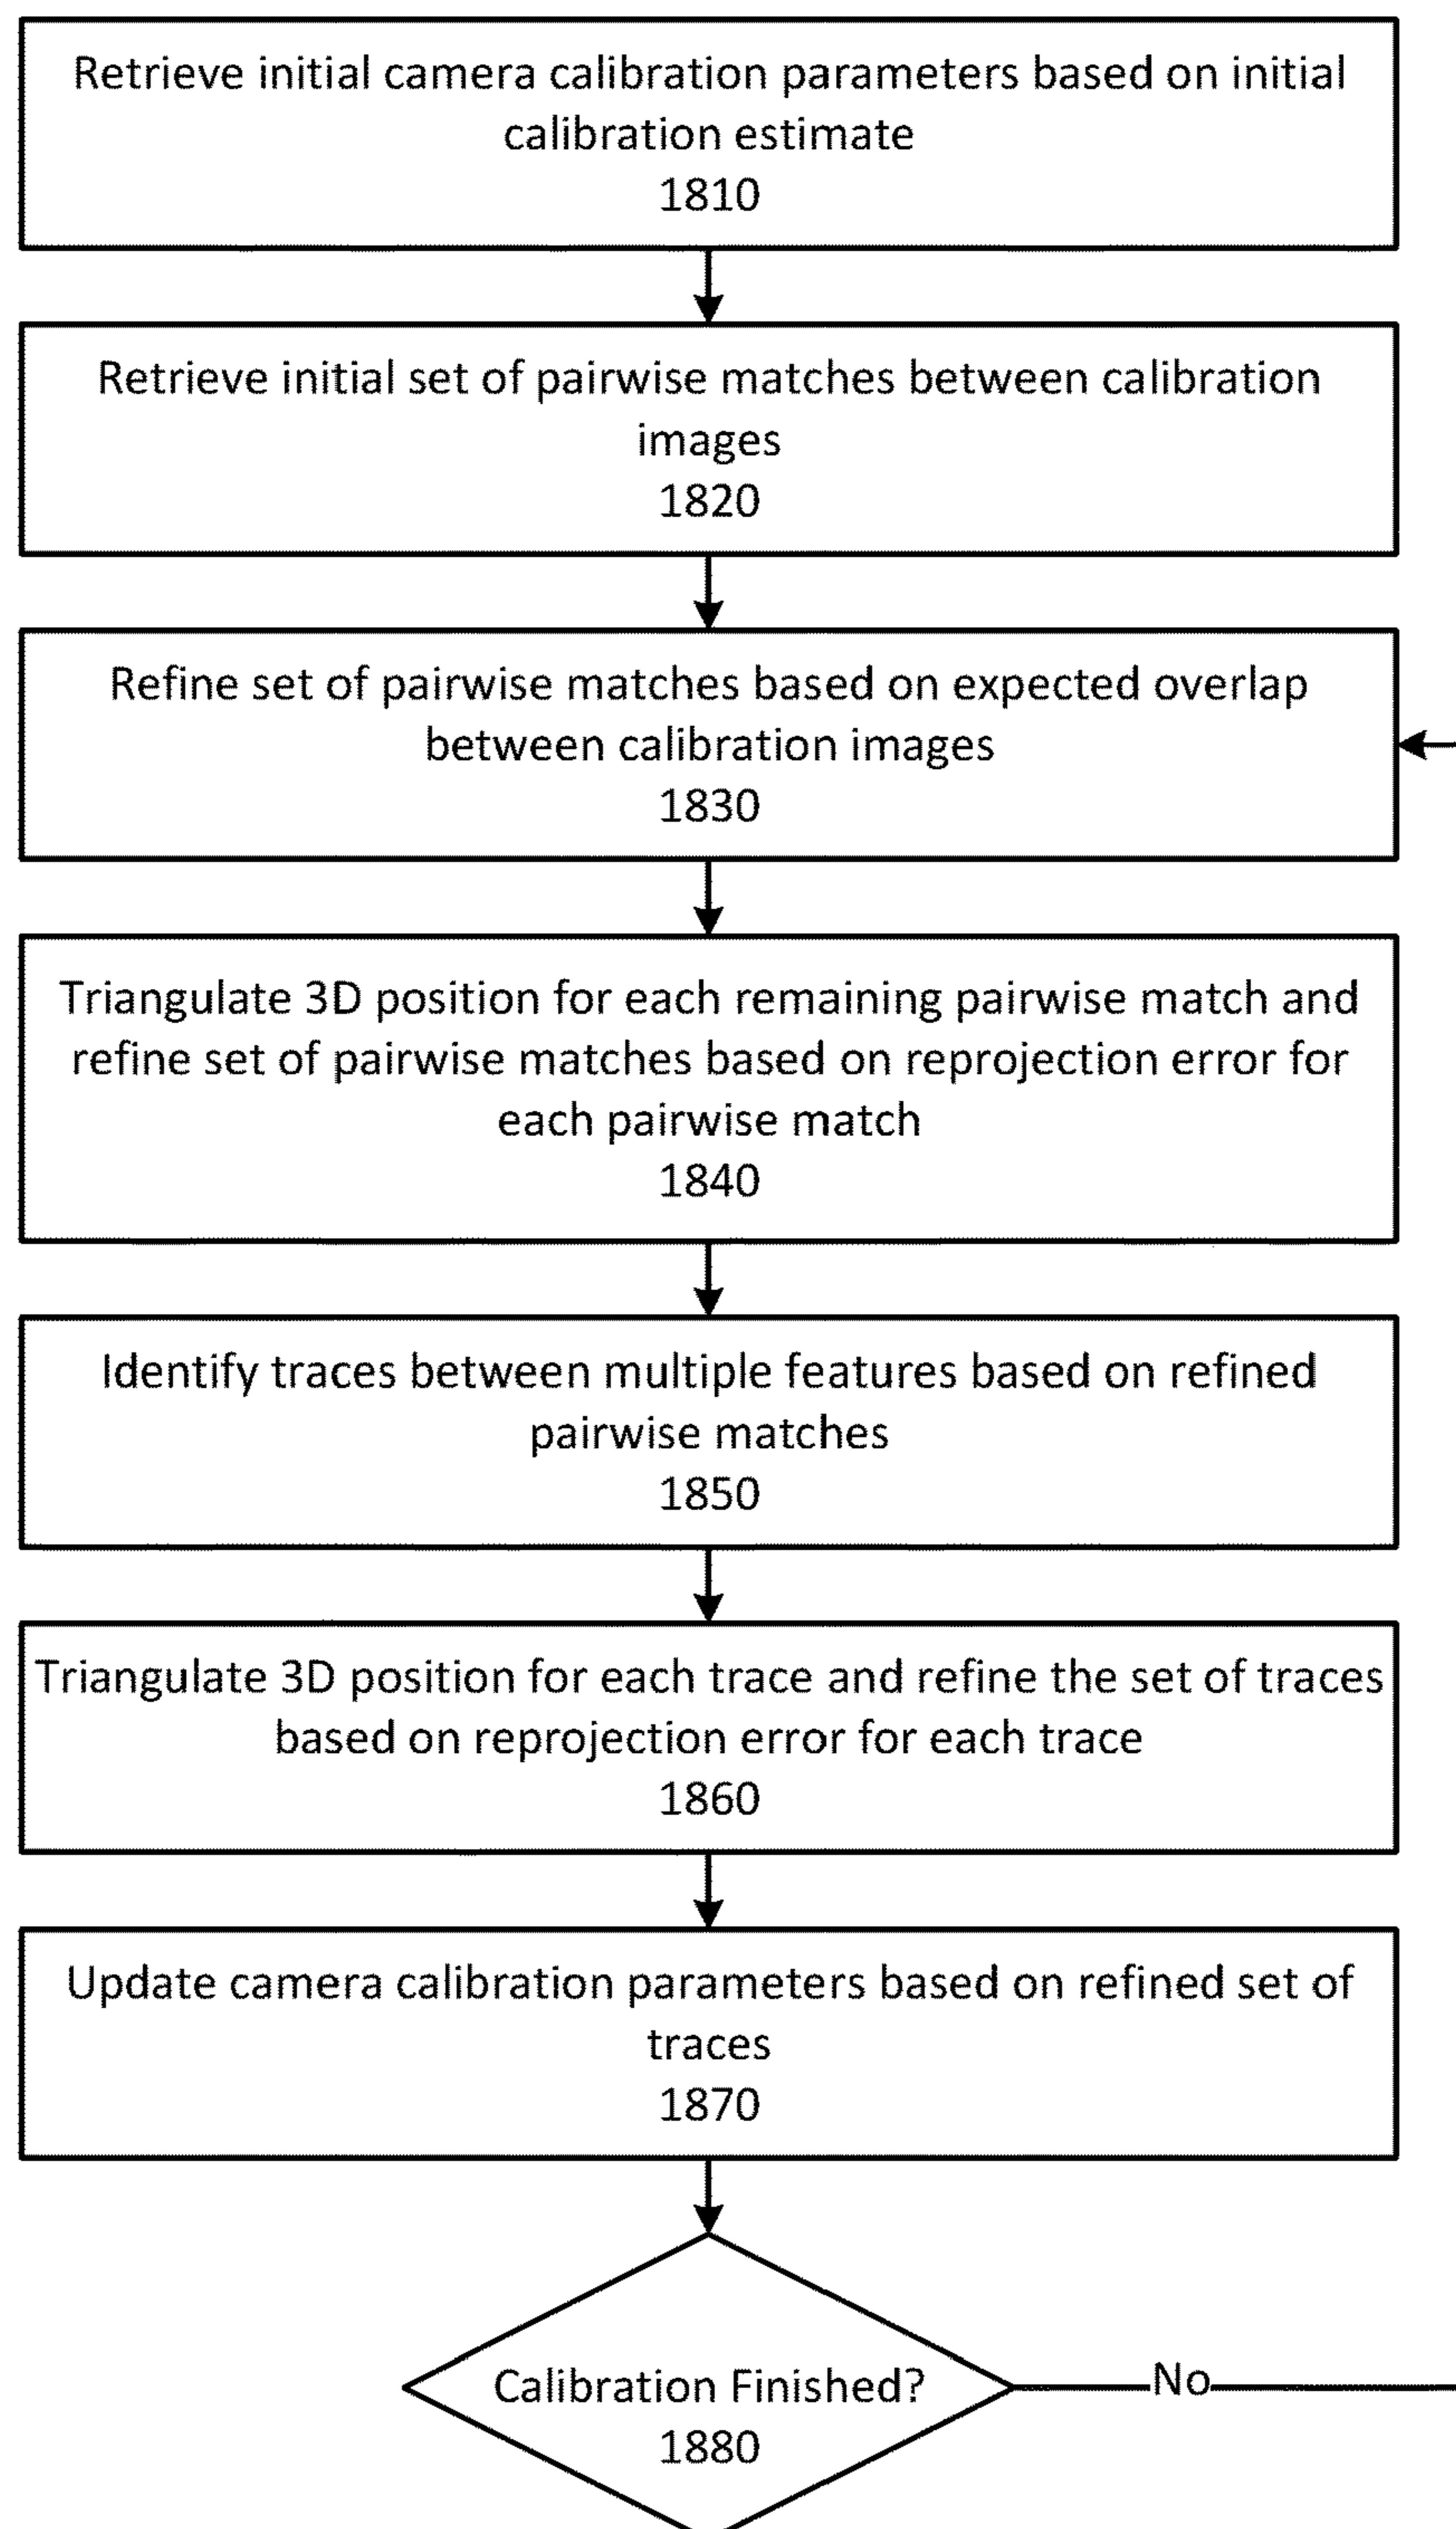 Retrieve initial camera calibration parameters based on initial
calibration estimate
1810
Retrieve initial set of pairwise matches between calibration
images
1820
Refine set of pairwise matches based on expected overlap
between calibration images
1830
Triangulate 3D position for each remaining pairwise match and
refine set of pairwise matches based on reprojection error for
each pairwise match
1840
Identify traces between multiple features based on refined
pairwise matches
1850
Triangulate 3D position for each trace and refine the set of traces
based on reprojection error for each trace
1860
Update camera calibration parameters based on refined set of
traces
1870
Calibration Finished?
1880
No